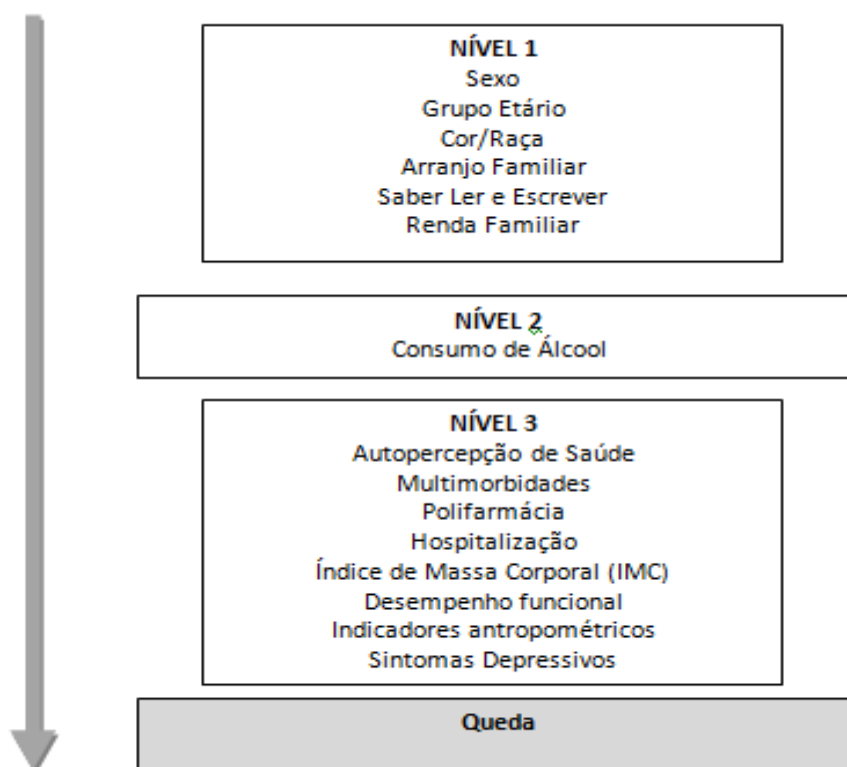 NÍVEL 1
Sexo
Grupo Etário
Cor/Raça
Arranjo Familiar
Saber Ler e Escrever
Renda Familiar
NÍVEL 2
Consumo de Álcool
NÍVEL 3
Autopercepção de Saúde
Multimorbidades
Polifarmácia
Hospitalização
Índice de Massa Corporal (IMC)
Desempenho funcional
Indicadores antropométricos
Sintomas Depressivos
Queda